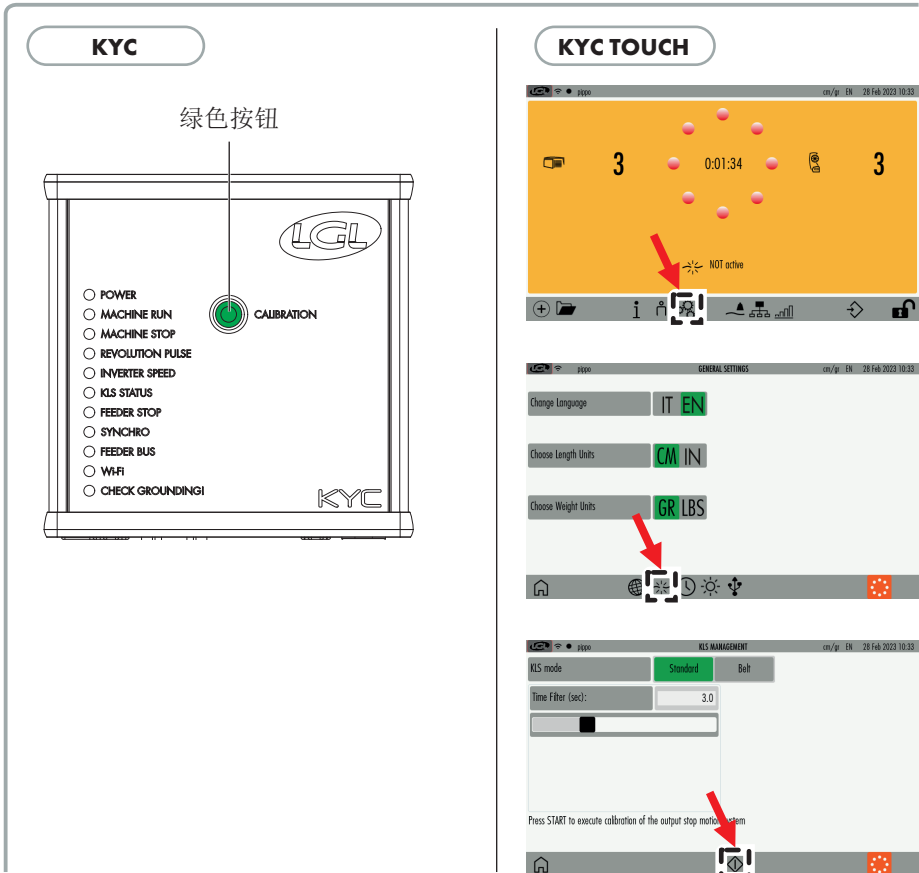 KYC
绿色按钮
LGL
POWER
MACHINE RUN
CALIBRATION
MACHINE STOP
REVOLUTION PULSE
INVERTER SPEED
KLS STATUS
FEEDER STOP
SYNCHRO
FEEDER BUS
Wi-Fi
CHECK GROUNDING!
KYC
KYC TOUCH
LGL pippo cm/gr EN 28 Feb 2023 10:33
3 0:01:34 3
NOT active
LGL pippo GENERAL SETTINGS cm/gr EN 28 Feb 2023 10:33
Change Language IT EN
Choose Length Units CM IN
Choose Weight Units GR LBS
LGL pippo KLS MANAGEMENT cm/gr EN 28 Feb 2023 10:33
KLS mode Standard Belt
Time Filter (sec): 3.0
Press START to execute calibration of the output stop motion system